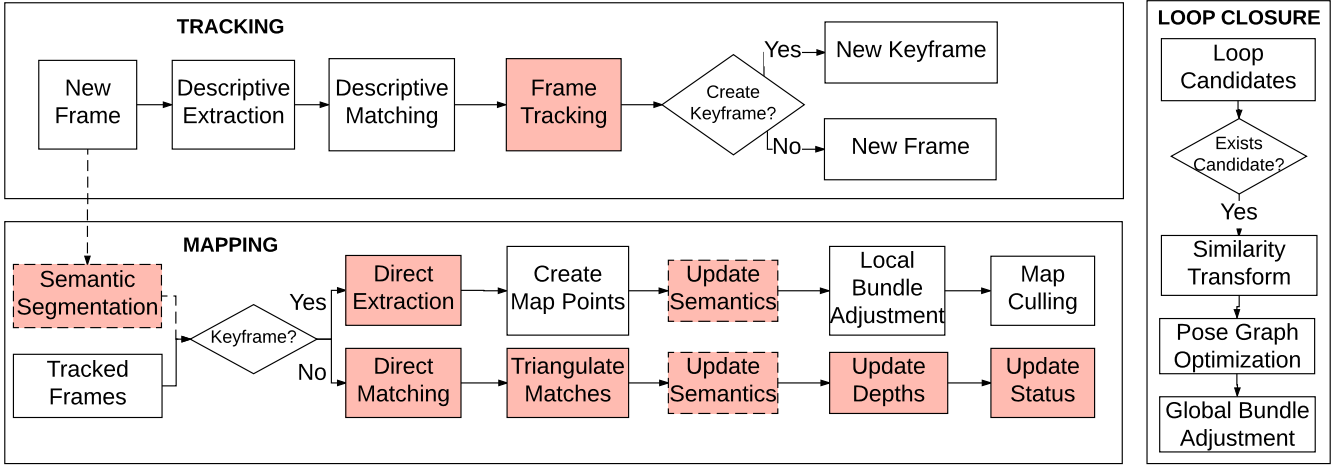 TRACKING
New
Frame
Descriptive
Extraction
Descriptive
Matching
Frame
Tracking
Create
Keyframe?
Yes
New Keyframe
No
New Frame
MAPPING
Semantic
Segmentation
Tracked
Frames
Keyframe?
Yes
Direct
Extraction
Create
Map Points
Update
Semantics
Local
Bundle
Adjustment
Map
Culling
No
Direct
Matching
Triangulate
Matches
Update
Semantics
Update
Depths
Update
Status
LOOP CLOSURE
Loop
Candidates
Exists
Candidate?
Yes
Similarity
Transform
Pose Graph
Optimization
Global Bundle
Adjustment